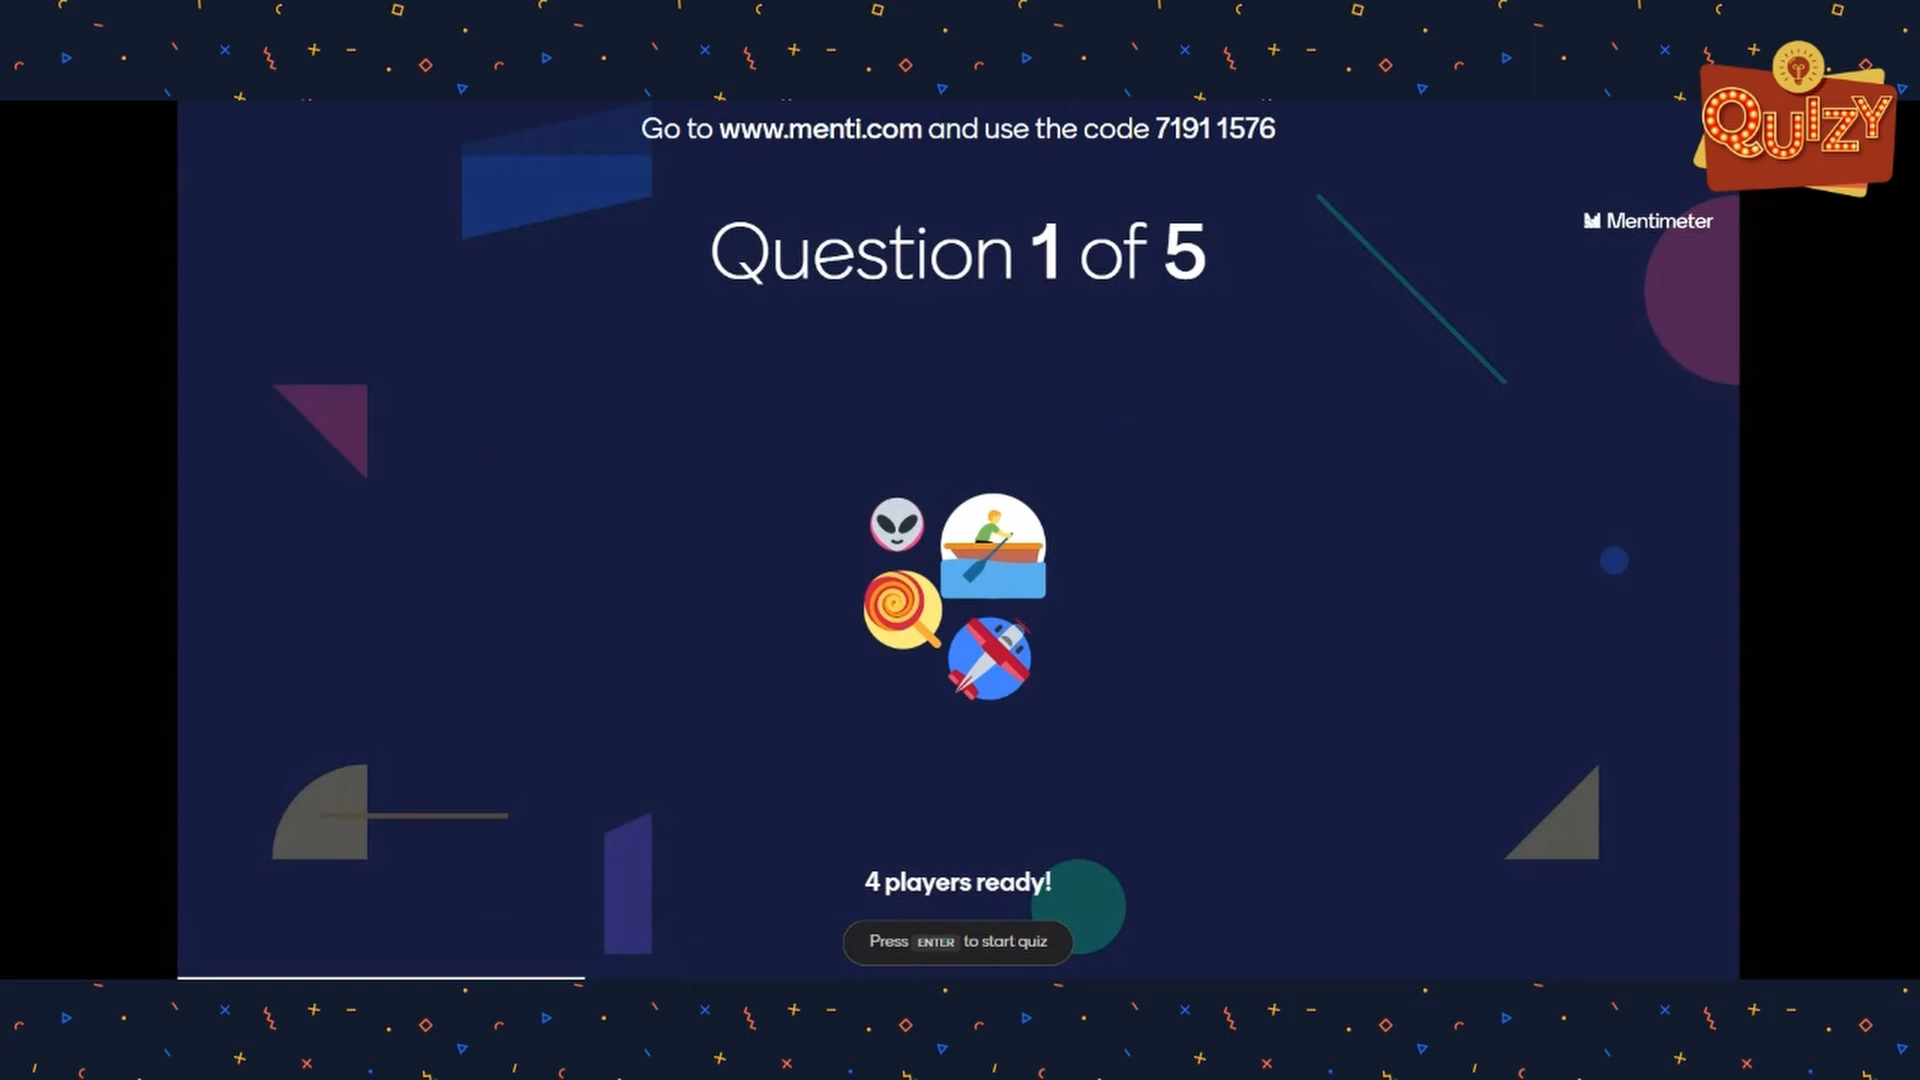 Go to www.menti.com and use the code 7191 1576
QUIZY
Mentimeter
Question 1 of 5
4 players ready!
Press ENTER to start quiz